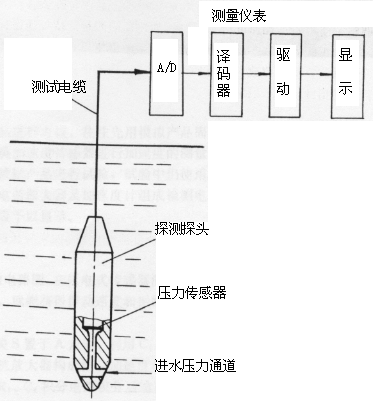 测量仪表
A/D
译码器
驱动
显示
测试电缆
探测探头
压力传感器
进水压力通道